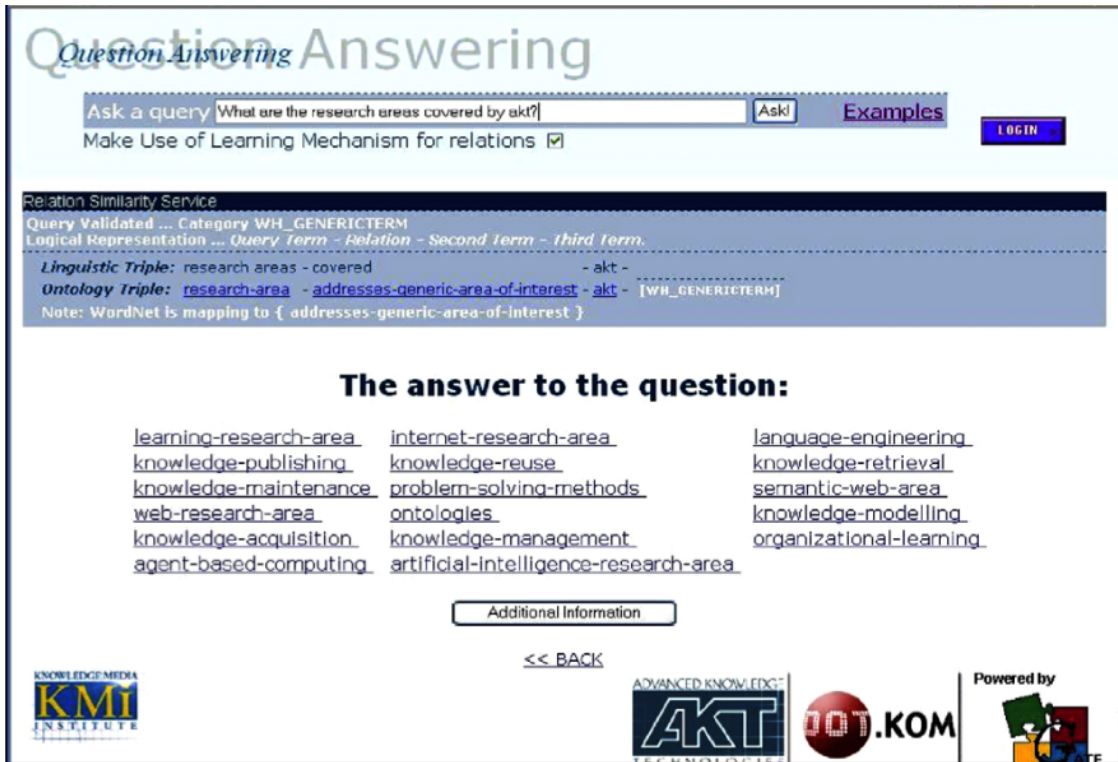 Question Answering
Question Answering
Ask a query What are the research areas covered by akt? Ask! Examples
LOGIN
Make Use of Learning Mechanism for relations
Relation Similarity Service
Query Validated ... Category WH_GENERICTERM
Logical Representation ... Query Term - Relation - Second Term - Third Term.
Linguistic Triple: research areas - covered - akt -
Ontology Triple: research-area - addresses-generic-area-of-interest - akt - [WH_GENERICTERM]
Note: WordNet is mapping to { addresses-generic-area-of-interest }
The answer to the question:
learning-research-area internet-research-area language-engineering
knowledge-publishing knowledge-reuse knowledge-retrieval
knowledge-maintenance problem-solving-methods semantic-web-area
web-research-area ontologies knowledge-modelling
knowledge-acquisition knowledge-management organizational-learning
agent-based-computing artificial-intelligence-research-area
Additional Information
<< BACK
KNOWLEDGE MEDIA
KMi
INSTITUTE
ADVANCED KNOWLEDGE
AKT
TECHNOLOGIES
DOT.KOM
Powered by
GATE